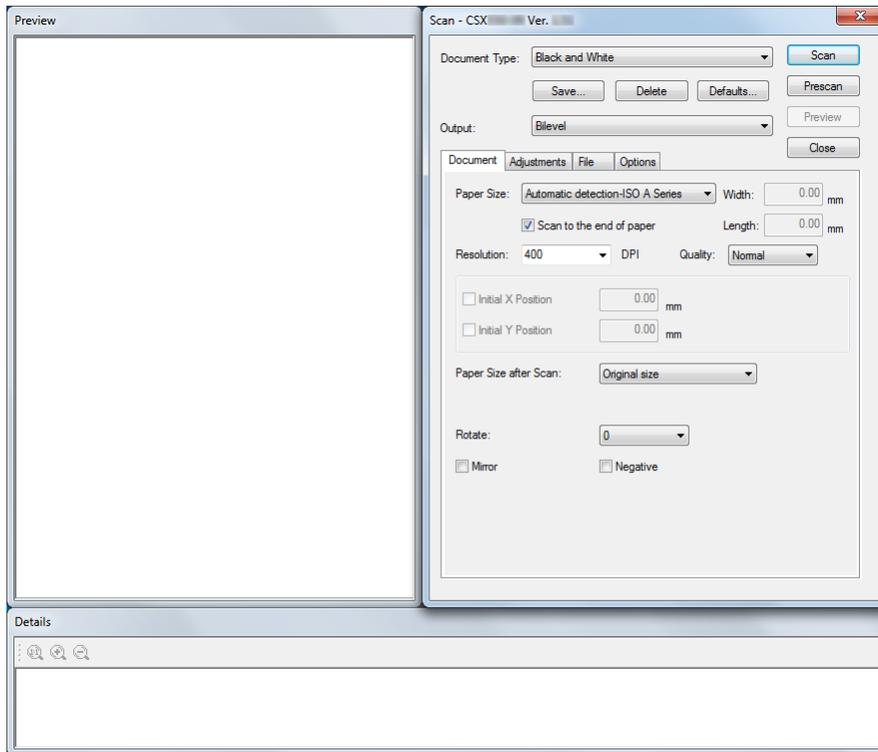 Preview
Scan - CSX Ver.
Document Type: Black and White Scan
Save... Delete Defaults... Prescan
Output: Bilevel Preview
Close
Document Adjustments File Options
Paper Size: Automatic detection-ISO A Series Width: 0.00 mm
Scan to the end of paper Length: 0.00 mm
Resolution: 400 DPI Quality: Normal
Initial X Position 0.00 mm
Initial Y Position 0.00 mm
Paper Size after Scan: Original size
Rotate: 0
Mirror Negative
Details